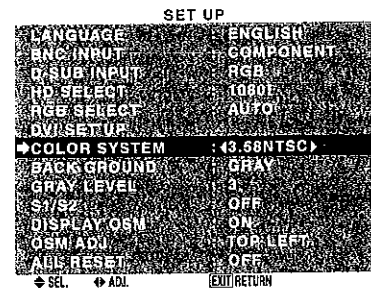 SET UP
LANGUAGE : ENGLISH
BNC INPUT : COMPONENT
D-SUB INPUT : RGB
HD SELECT : 1080I
RGB SELECT : AUTO
DVI SET UP
➡COLOR SYSTEM : ◀3.58NTSC▶
BACK GROUND : GRAY
GRAY LEVEL : 3
S1/S2 : OFF
DISPLAY OSM : ON
OSM ADJ. : TOP LEFT
ALL RESET : OFF
◆ SEL. ◀▶ ADJ. EXIT RETURN